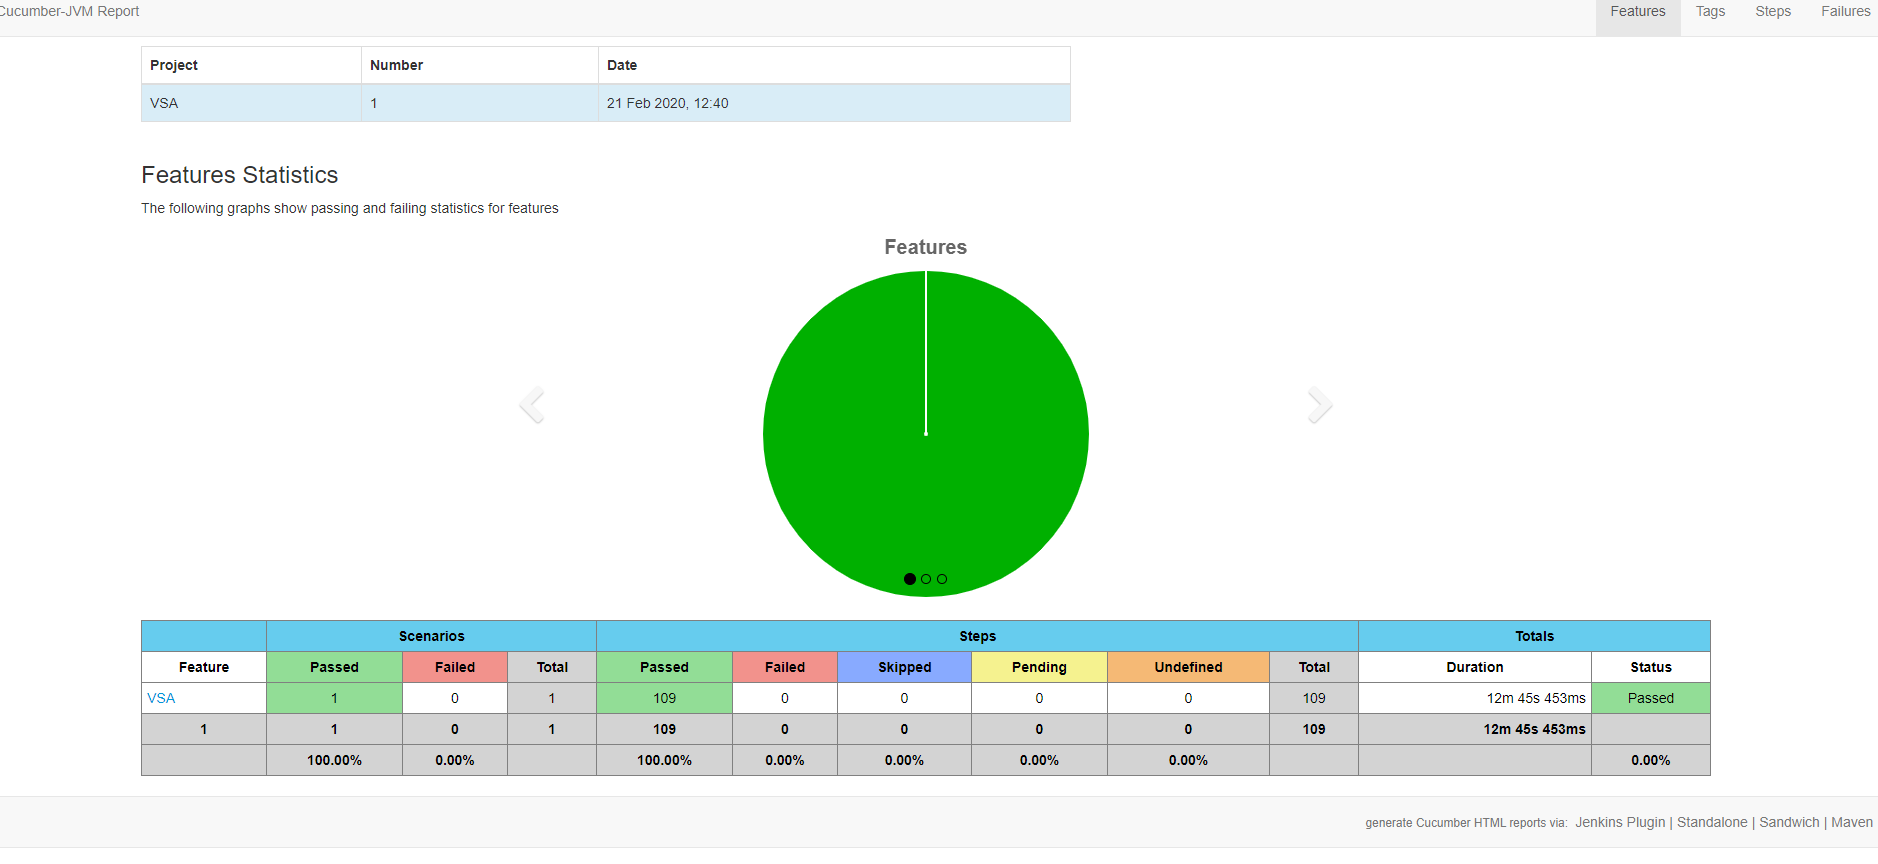 Cucumber-JVM Report Features Tags Steps Failures
Project Number Date
VSA 1 21 Feb 2020, 12:40
Features Statistics
The following graphs show passing and failing statistics for features
Features
Scenarios Steps Totals
Feature Passed Failed Total Passed Failed Skipped Pending Undefined Total Duration Status
VSA 1 0 1 109 0 0 0 0 109 12m 45s 453ms Passed
1 1 0 1 109 0 0 0 0 109 12m 45s 453ms
100.00% 0.00% 100.00% 0.00% 0.00% 0.00% 0.00% 0.00%
generate Cucumber HTML reports via: Jenkins Plugin | Standalone | Sandwich | Maven